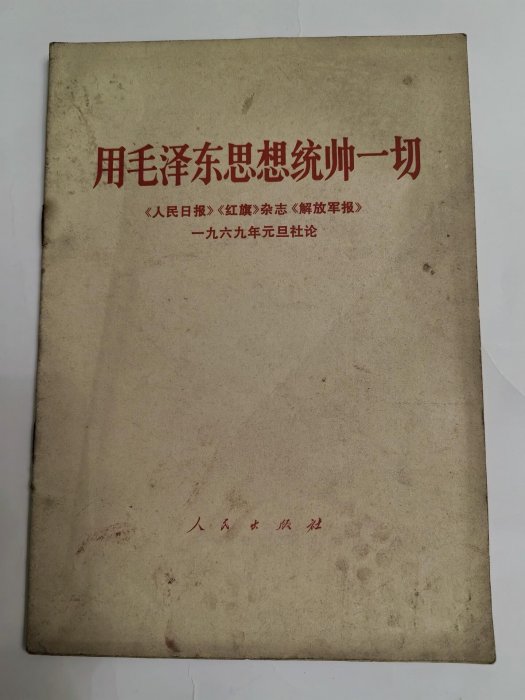 用毛泽东思想统帅一切
《人民日报》《红旗》杂志《解放军报》
一九六九年元旦社论
人民出版社